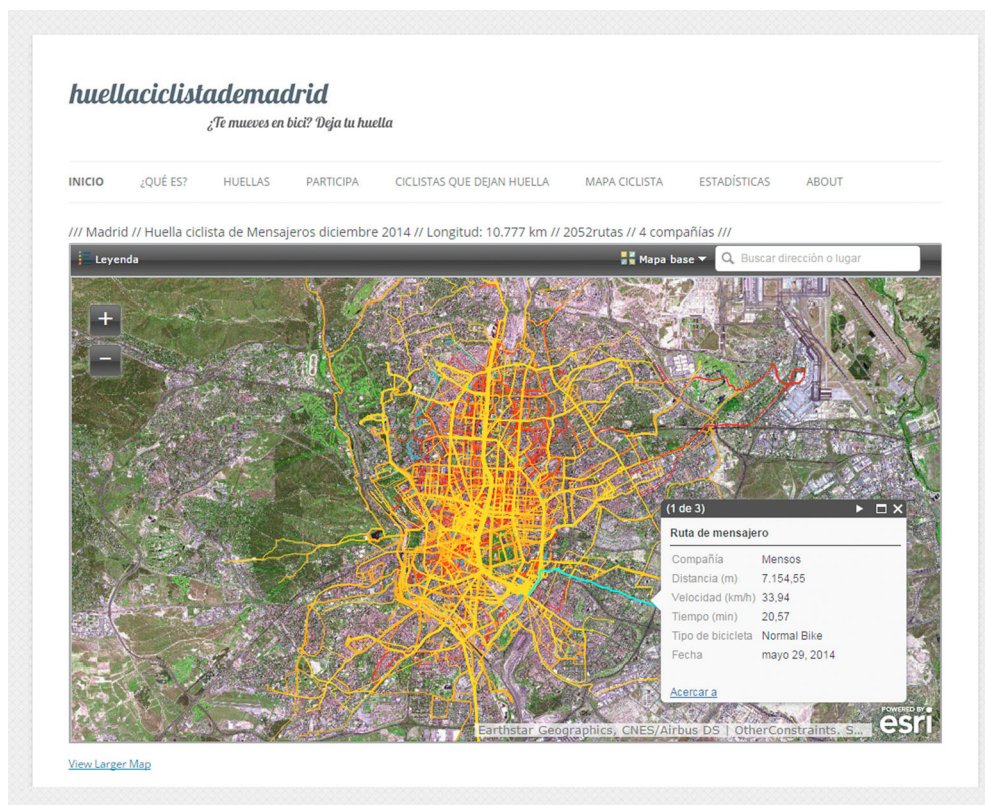 huellaciclistademadrid
¿Te mueves en bici? Deja tu huella
INICIO ¿QUÉ ES? HUELLAS PARTICIPA CICLISTAS QUE DEJAN HUELLA MAPA CICLISTA ESTADÍSTICAS ABOUT
/// Madrid // Huella ciclista de Mensajeros diciembre 2014 // Longitud: 10.777 km // 2052rutas // 4 compañías ///
Leyenda Mapa base Buscar dirección o lugar
+
−
(1 de 3)
Ruta de mensajero
Compañía Mensos
Distancia (m) 7.154,55
Velocidad (km/h) 33,94
Tiempo (min) 20,57
Tipo de bicicleta Normal Bike
Fecha mayo 29, 2014
Acercar a
POWERED BY
esri
Earthstar Geographics, CNES/Airbus DS | OtherConstraints. S...
View Larger Map